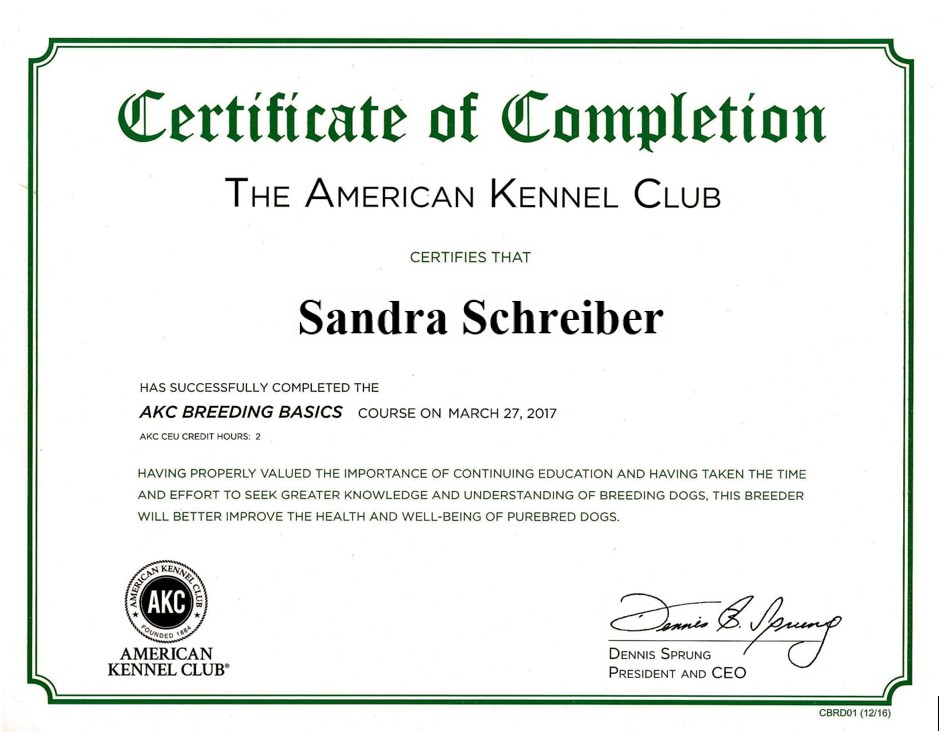 Certificate of Completion
THE AMERICAN KENNEL CLUB
CERTIFIES THAT
Sandra Schreiber
HAS SUCCESSFULLY COMPLETED THE
AKC BREEDING BASICS COURSE ON MARCH 27, 2017
AKC CEU CREDIT HOURS: 2
HAVING PROPERLY VALUED THE IMPORTANCE OF CONTINUING EDUCATION AND HAVING TAKEN THE TIME
AND EFFORT TO SEEK GREATER KNOWLEDGE AND UNDERSTANDING OF BREEDING DOGS, THIS BREEDER
WILL BETTER IMPROVE THE HEALTH AND WELL-BEING OF PUREBRED DOGS.
AMERICAN KENNEL CLUB
AKC
FOUNDED 1884
AMERICAN
KENNEL CLUB®
Dennis B. Sprung
DENNIS SPRUNG
PRESIDENT AND CEO
CBRD01 (12/16)